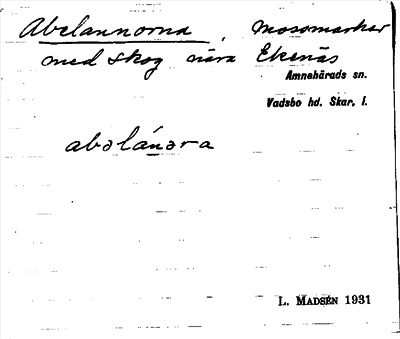 Abelannorna, Mossmarker
med skog nära Ekenäs
Amnehärads sn.
Vadsbo hd. Skar. l.
abəlánəra
L. MADSÉN 1931